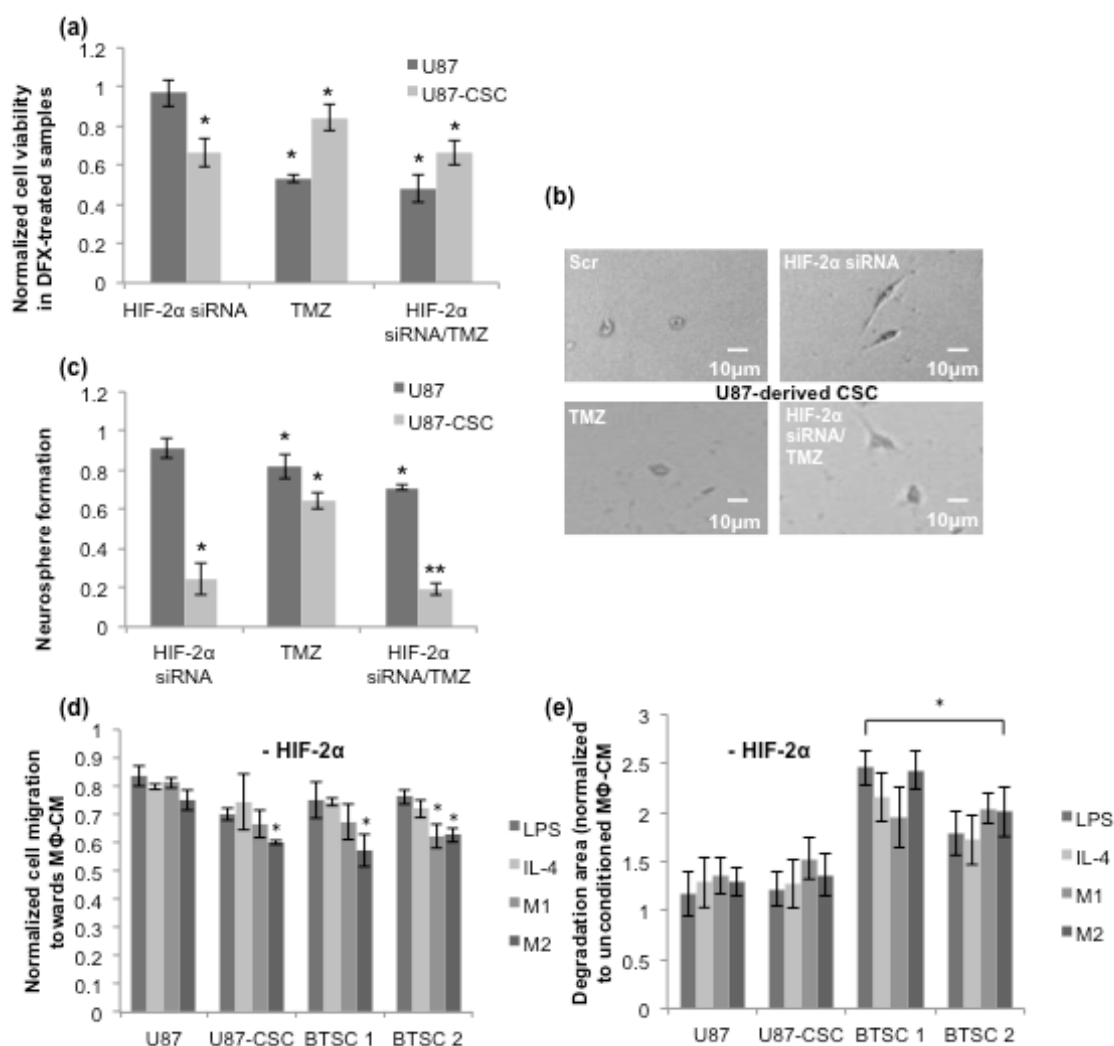 (a)
Normalized cell viability
in DFX-treated samples
1.2
1
0.8
0.6
0.4
0.2
0
U87
U87-CSC
*
*
*
*
*
HIF-2α siRNA
TMZ
HIF-2α
siRNA/TMZ
(b)
Scr
10µm
HIF-2α siRNA
10µm
U87-derived CSC
TMZ
10µm
HIF-2α
siRNA/
TMZ
10µm
(c)
Neurosphere formation
1.2
1
0.8
0.6
0.4
0.2
0
U87
U87-CSC
*
*
*
*
**
HIF-2α
siRNA
TMZ
HIF-2α
siRNA/TMZ
(d)
Normalized cell migration
towards MΦ-CM
1
0.9
0.8
0.7
0.6
0.5
0.4
0.3
0.2
0.1
0
- HIF-2α
*
*
*
*
LPS
IL-4
M1
M2
U87
U87-CSC
BTSC 1
BTSC 2
(e)
Degradation area (normalized
to unconditioned MΦ-CM
3
2.5
2
1.5
1
0.5
0
- HIF-2α
*
LPS
IL-4
M1
M2
U87
U87-CSC
BTSC 1
BTSC 2